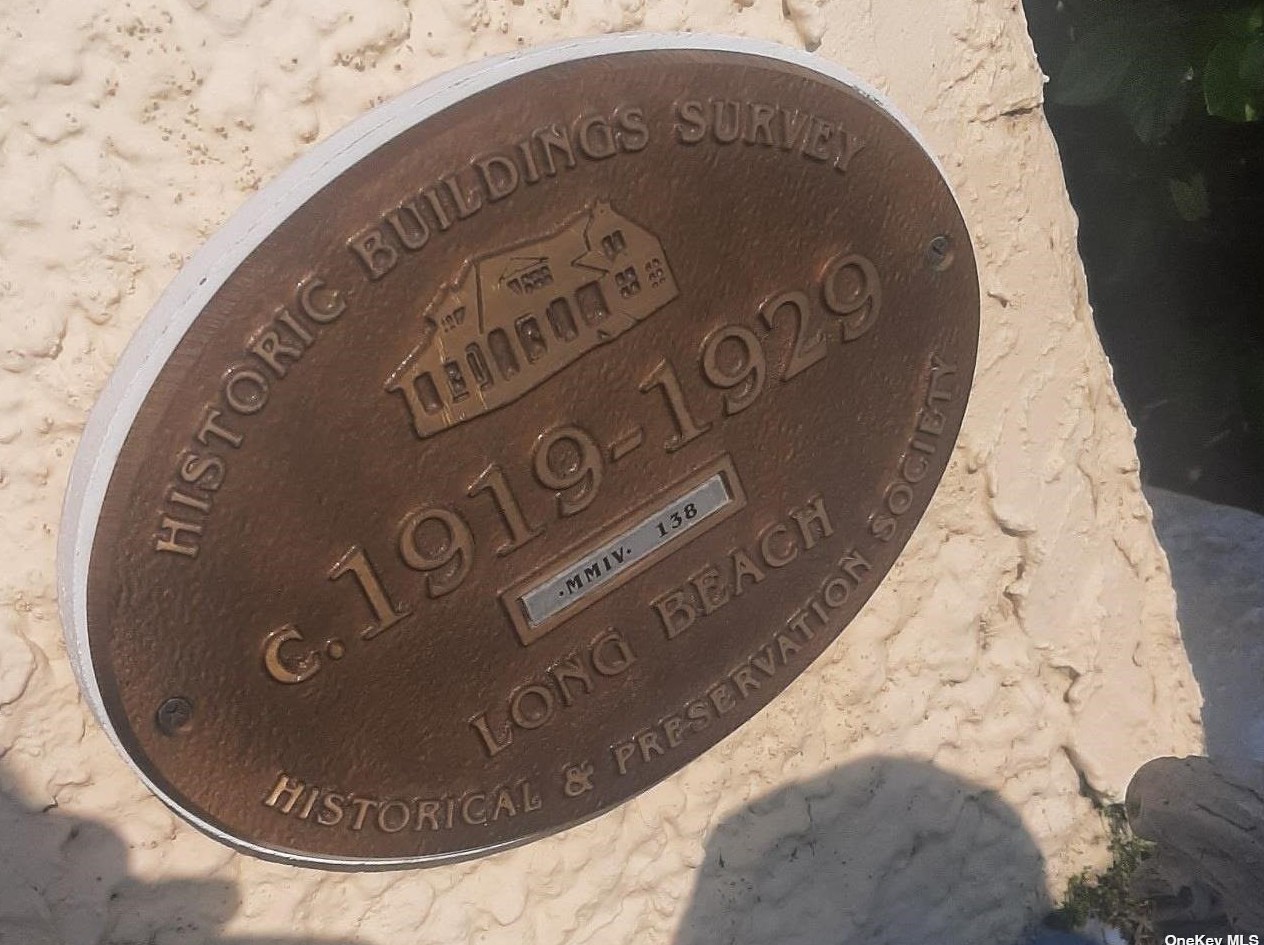 HISTORIC BUILDINGS SURVEY
c.1919-1929
.MMIV. 138
LONG BEACH
HISTORICAL & PRESERVATION SOCIETY
OneKey MLS